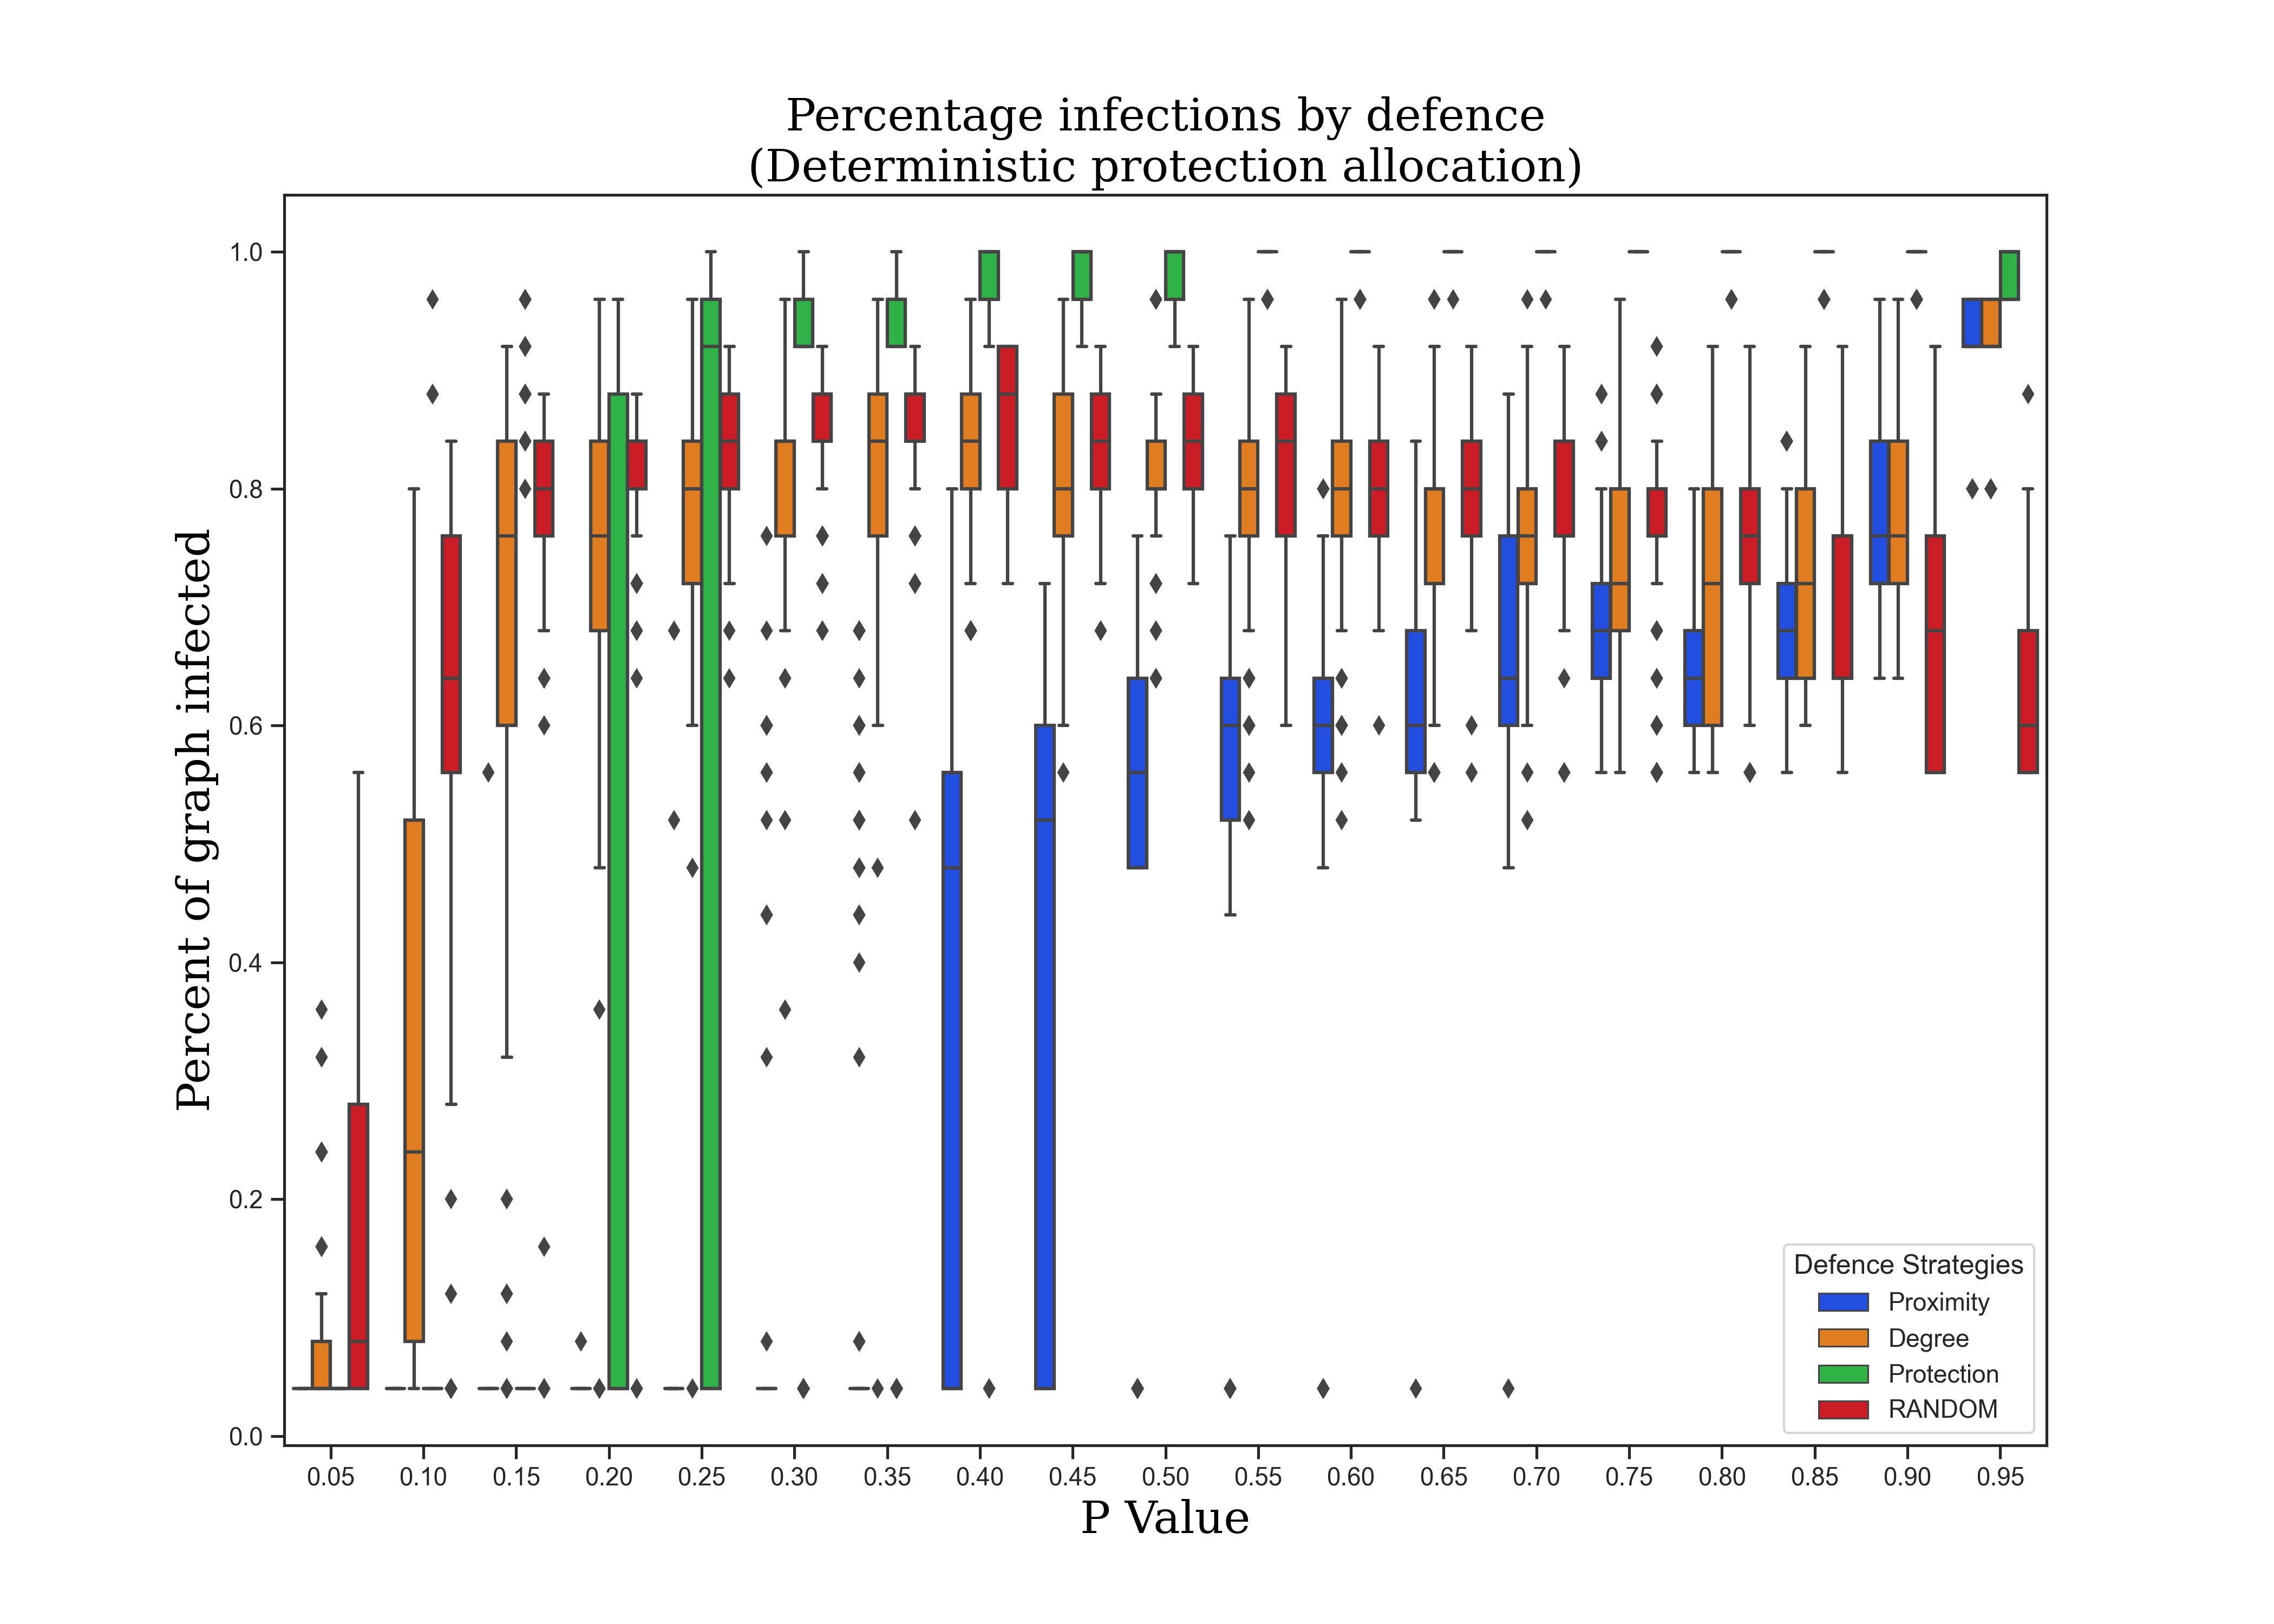 Percentage infections by defence
(Deterministic protection allocation)
Percent of graph infected
1.0
0.8
0.6
0.4
0.2
0.0
0.05 0.10 0.15 0.20 0.25 0.30 0.35 0.40 0.45 0.50 0.55 0.60 0.65 0.70 0.75 0.80 0.85 0.90 0.95
P Value
Defence Strategies
Proximity
Degree
Protection
RANDOM